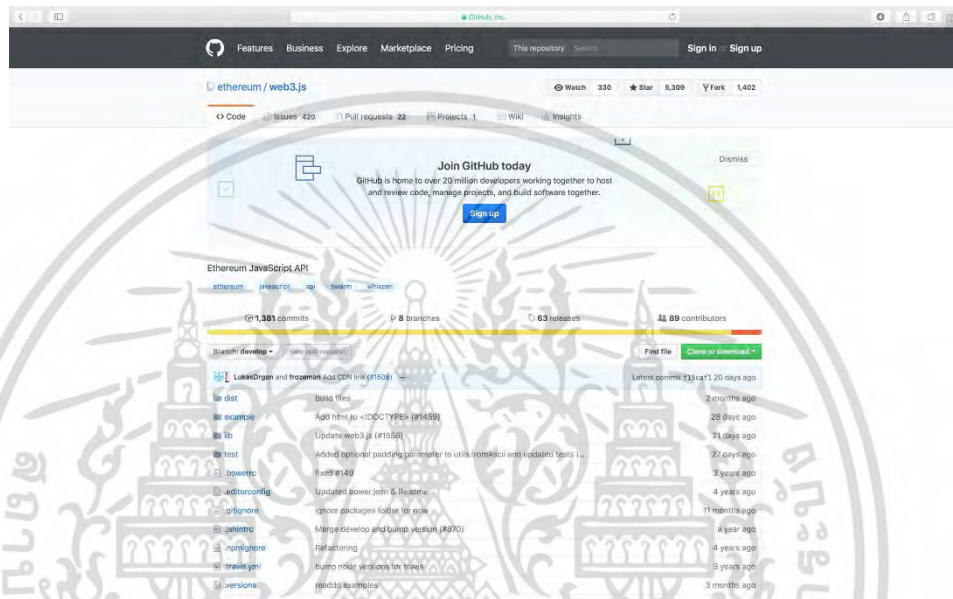 GitHub, Inc.
Features Business Explore Marketplace Pricing This repository Search Sign in or Sign up
ethereum / web3.js Watch 330 Star 5,309 Fork 1,402
Code Issues 420 Pull requests 22 Projects 1 Wiki Insights
Join GitHub today Dismiss
GitHub is home to over 20 million developers working together to host
and review code, manage projects, and build software together.
Sign up
Ethereum JavaScript API
ethereum javascript api swarm whisper
1,381 commits 8 branches 63 releases 89 contributors
Branch: develop New pull request Find file Clone or download
LukasDrgon and frozeman Add CDN link (#1506) Latest commit f15caf1 20 days ago
dist build files 2 months ago
example Add html to <!DOCTYPE> (#1459) 28 days ago
lib Update web3.js (#1556) 21 days ago
test Added optional padding parameter to utils.fromAscii and updated tests (… 27 days ago
.bowerrc fixed #149 3 years ago
.editorconfig Updated bower.json & Readme 4 years ago
.gitignore ignore packages folder for now 11 months ago
.jshintrc Merge develop and bump version (#870) a year ago
.npmignore Refactoring 4 years ago
.travis.yml bump node versions for travis 3 years ago
.versions readdd examples 3 months ago